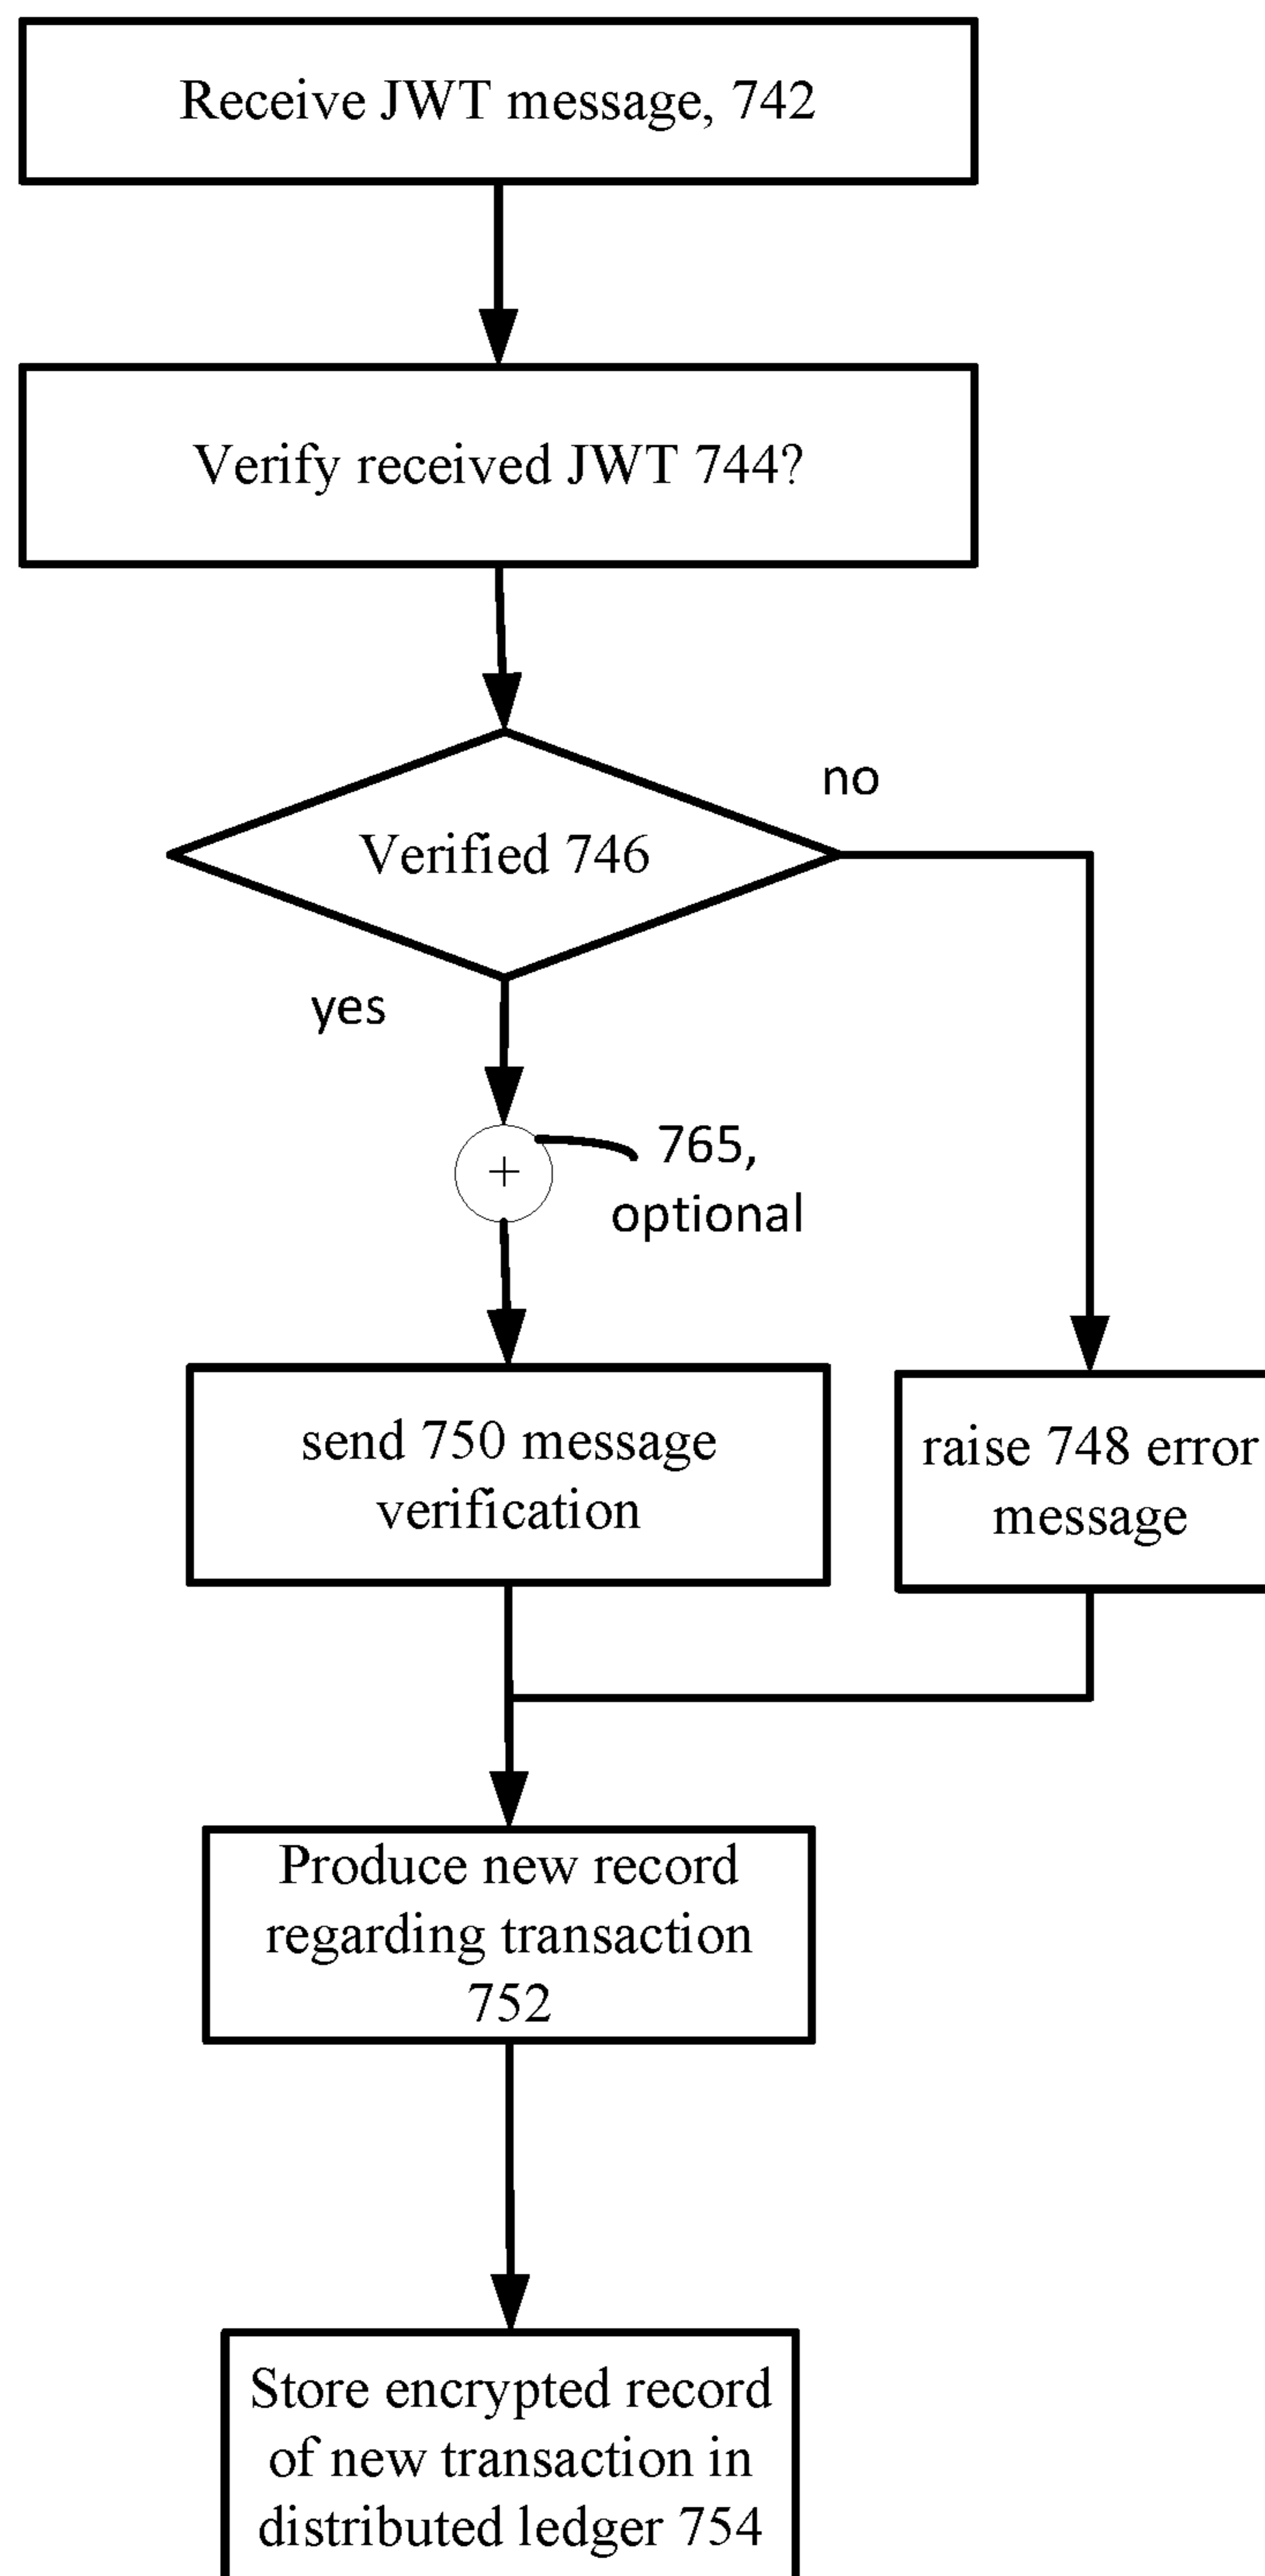 Receive JWT message, 742
Verify received JWT 744?
no
Verified 746
yes
+
765,
optional
send 750 message
verification
raise 748 error
message
Produce new record
regarding transaction
752
Store encrypted record
of new transaction in
distributed ledger 754